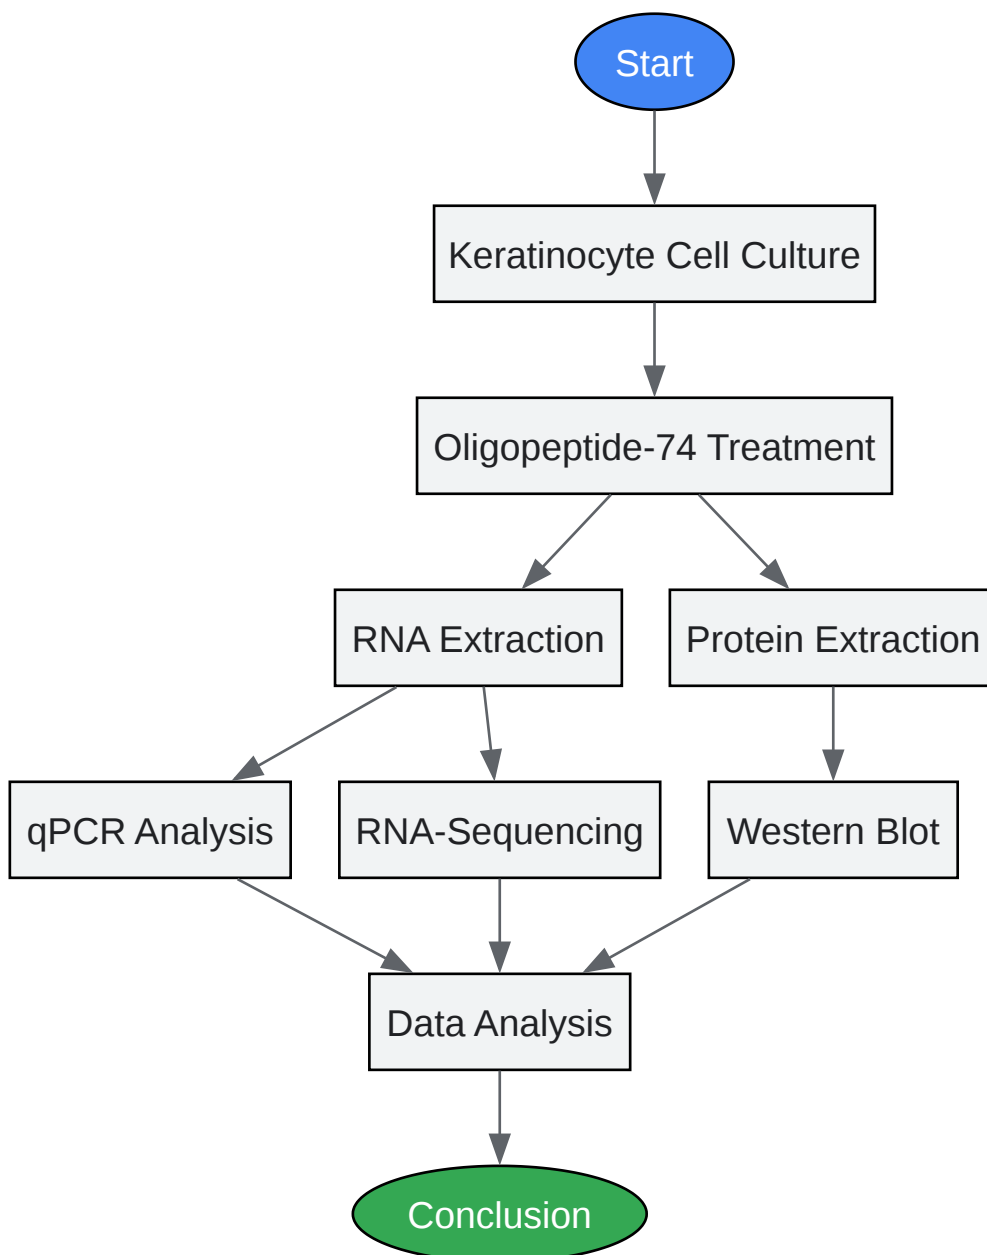 Start
Keratinocyte Cell Culture
Oligopeptide-74 Treatment
RNA Extraction
Protein Extraction
qPCR Analysis
RNA-Sequencing
Western Blot
Data Analysis
Conclusion